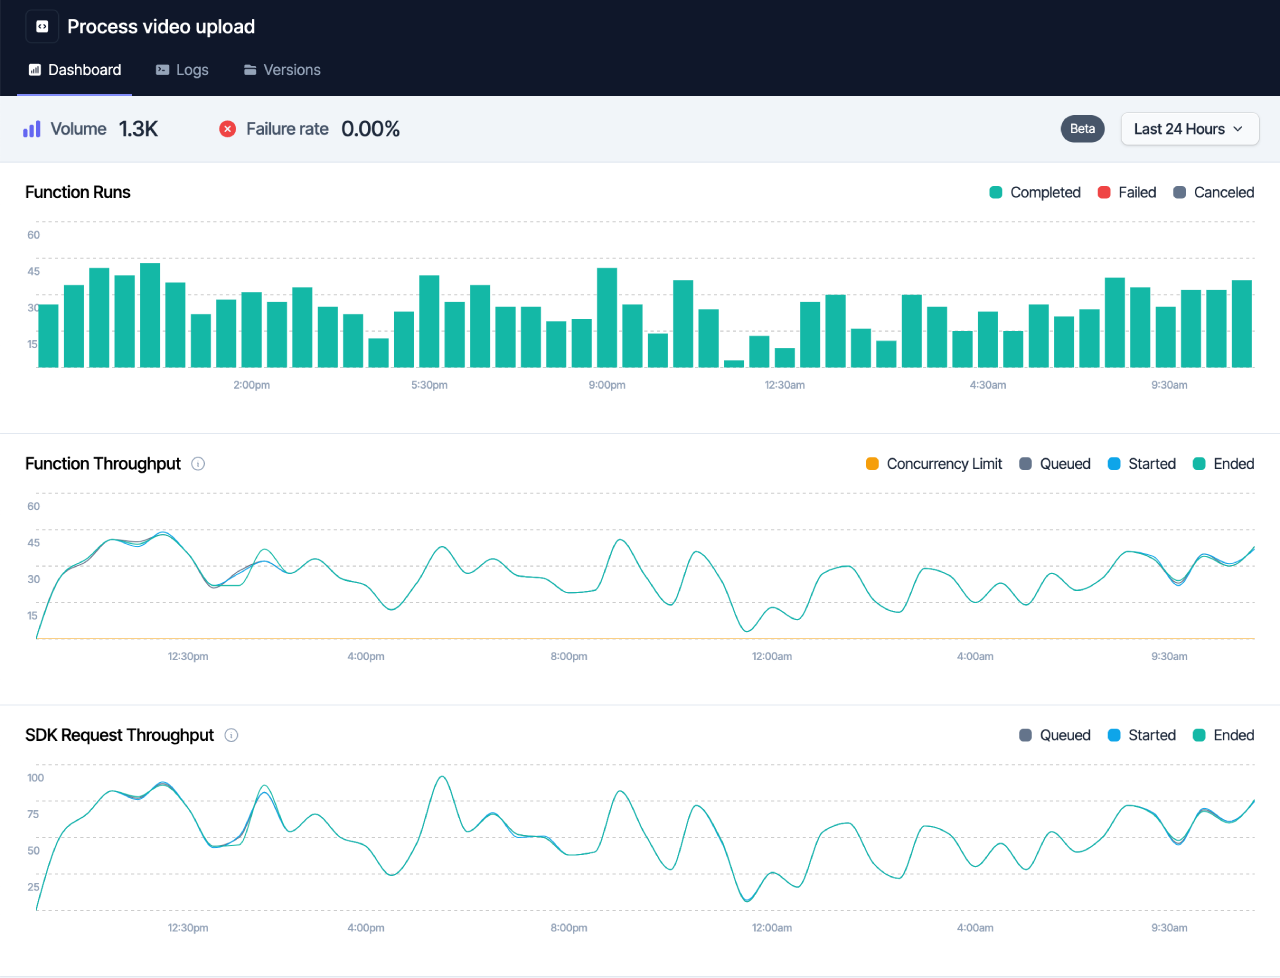 Process video upload
Dashboard Logs Versions
Volume 1.3K Failure rate 0.00% Beta Last 24 Hours
Function Runs Completed Failed Canceled
60
45
30
15
2:00pm 5:30pm 9:00pm 12:30am 4:30am 9:30am
Function Throughput Concurrency Limit Queued Started Ended
60
45
30
15
12:30pm 4:00pm 8:00pm 12:00am 4:00am 9:30am
SDK Request Throughput Queued Started Ended
100
75
50
25
12:30pm 4:00pm 8:00pm 12:00am 4:00am 9:30am